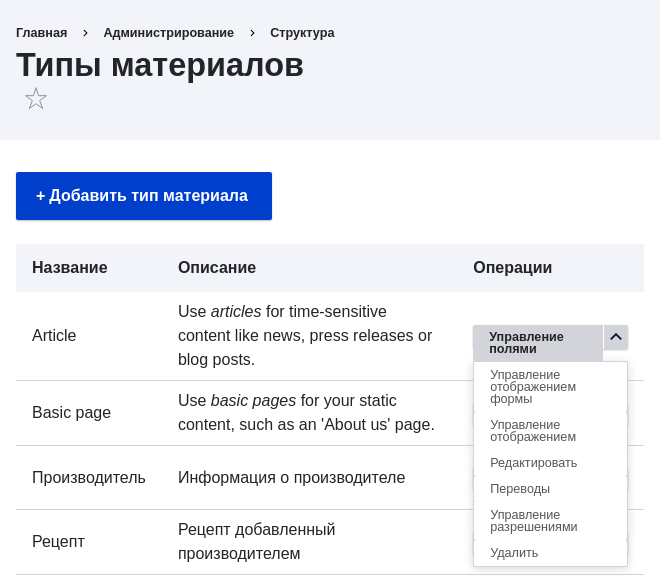 Главная › Администрирование › Структура
Типы материалов
+ Добавить тип материала
Название Описание Операции
Article
Use articles for time-sensitive
content like news, press releases or
blog posts.
Управление
полями
Basic page
Use basic pages for your static
content, such as an 'About us' page.
Производитель
Информация о производителе
Рецепт
Рецепт добавленный
производителем
Управление
отображением
формы
Управление
отображением
Редактировать
Переводы
Управление
разрешениями
Удалить